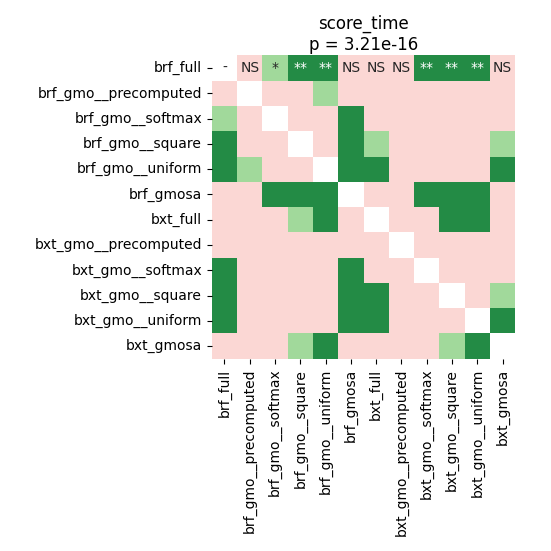 score_time
p = 3.21e-16
brf_full - NS * ** ** NS NS NS ** ** ** NS
brf_gmo__precomputed
brf_gmo__softmax
brf_gmo__square
brf_gmo__uniform
brf_gmosa
bxt_full
bxt_gmo__precomputed
bxt_gmo__softmax
bxt_gmo__square
bxt_gmo__uniform
bxt_gmosa
brf_full
brf_gmo__precomputed
brf_gmo__softmax
brf_gmo__square
brf_gmo__uniform
brf_gmosa
bxt_full
bxt_gmo__precomputed
bxt_gmo__softmax
bxt_gmo__square
bxt_gmo__uniform
bxt_gmosa